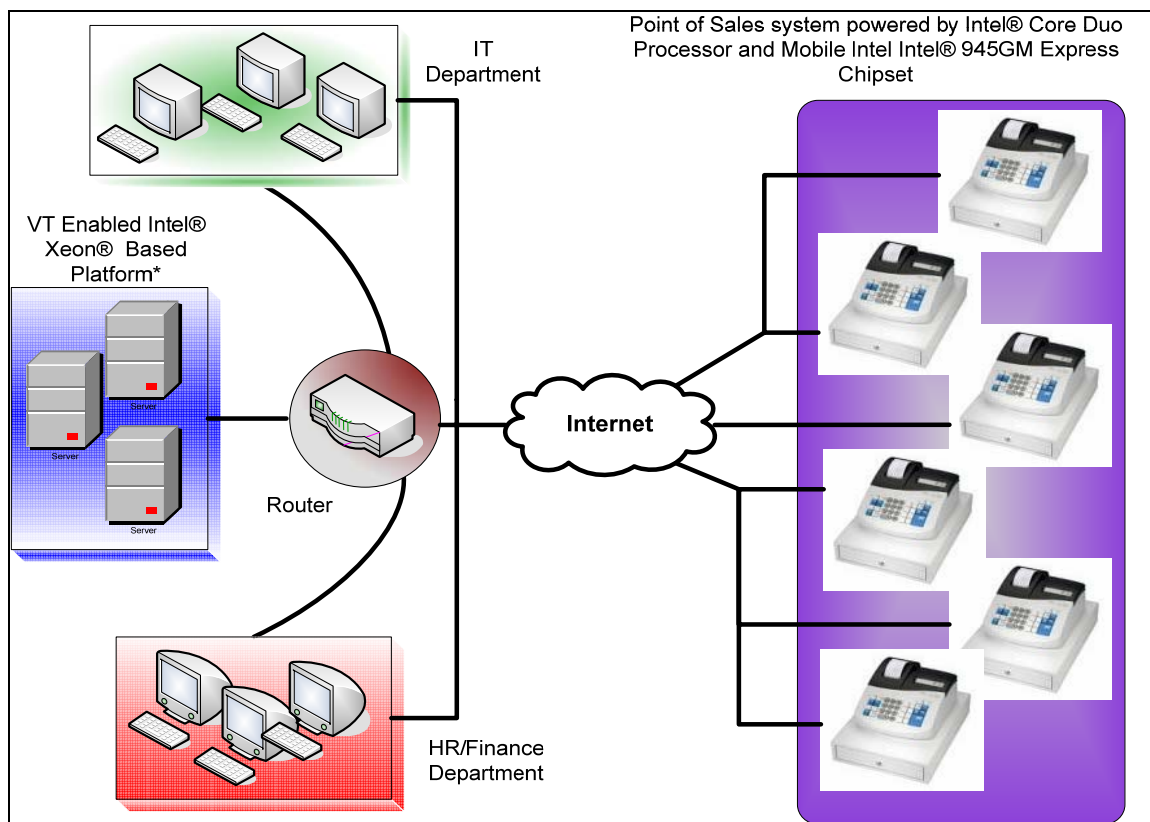 IT
Department
Point of Sales system powered by Intel® Core Duo
Processor and Mobile Intel Intel® 945GM Express
Chipset
VT Enabled Intel®
Xeon® Based
Platform*
Server
Server
Server
Router
Internet
HR/Finance
Department